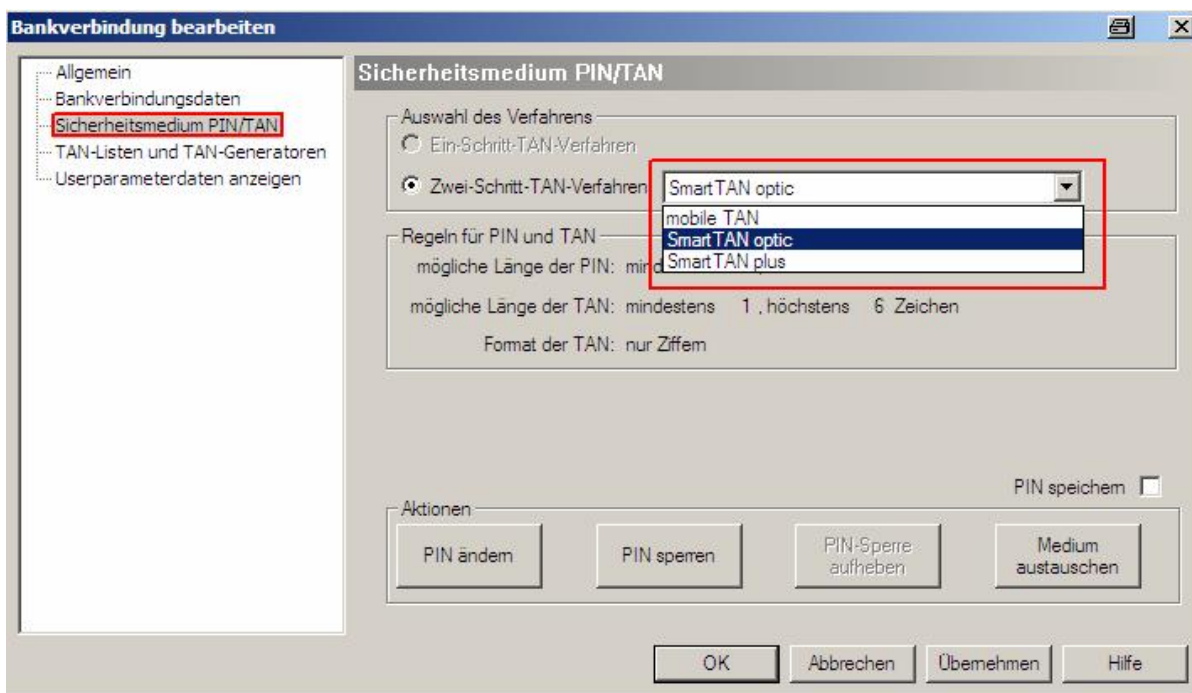 Bankverbindung bearbeiten
Allgemein
Bankverbindungsdaten
Sicherheitsmedium PIN/TAN
TAN-Listen und TAN-Generatoren
Userparameterdaten anzeigen
Sicherheitsmedium PIN/TAN
Auswahl des Verfahrens
Ein-Schritt-TAN-Verfahren
Zwei-Schritt-TAN-Verfahren SmartTAN optic
mobile TAN
SmartTAN optic
SmartTAN plus
Regeln für PIN und TAN
mögliche Länge der PIN:
mögliche Länge der TAN: mindestens 1 , höchstens 6 Zeichen
Format der TAN: nur Ziffern
PIN speichern
Aktionen
PIN ändern
PIN sperren
PIN-Sperre
aufheben
Medium
austauschen
OK
Abbrechen
Übernehmen
Hilfe